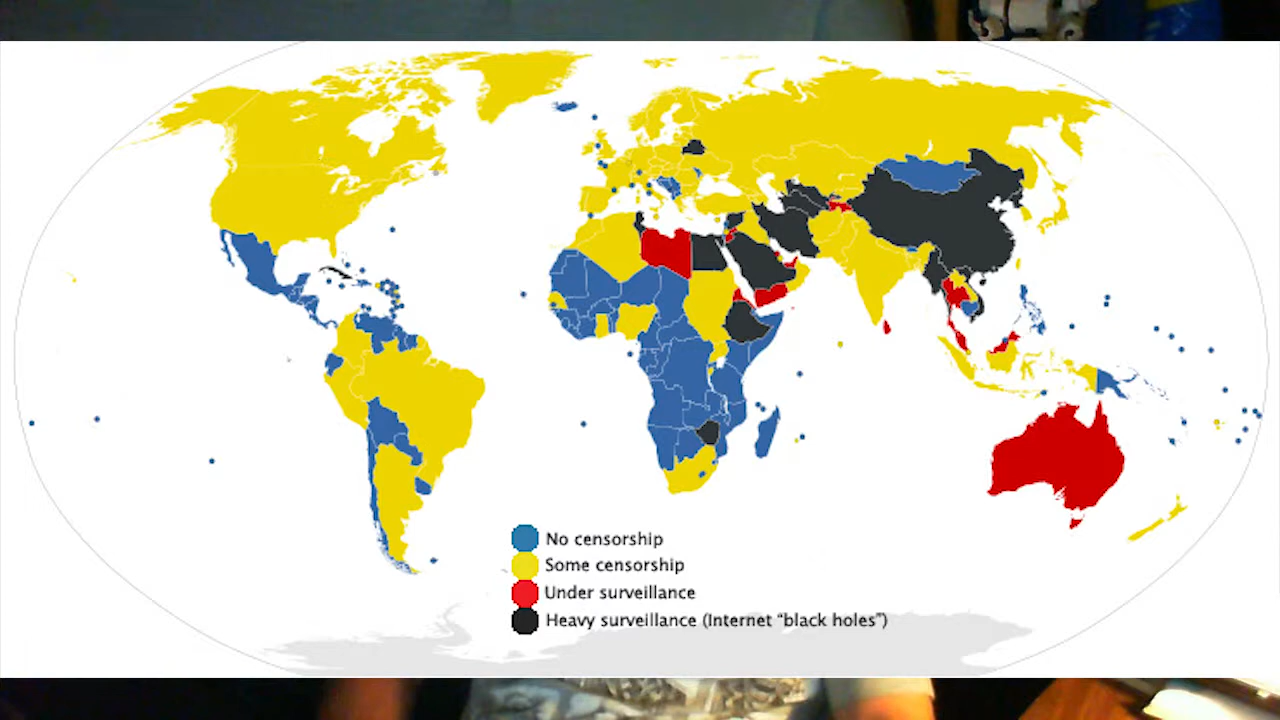 No censorship
Some censorship
Under surveillance
Heavy surveillance (Internet “black holes”)